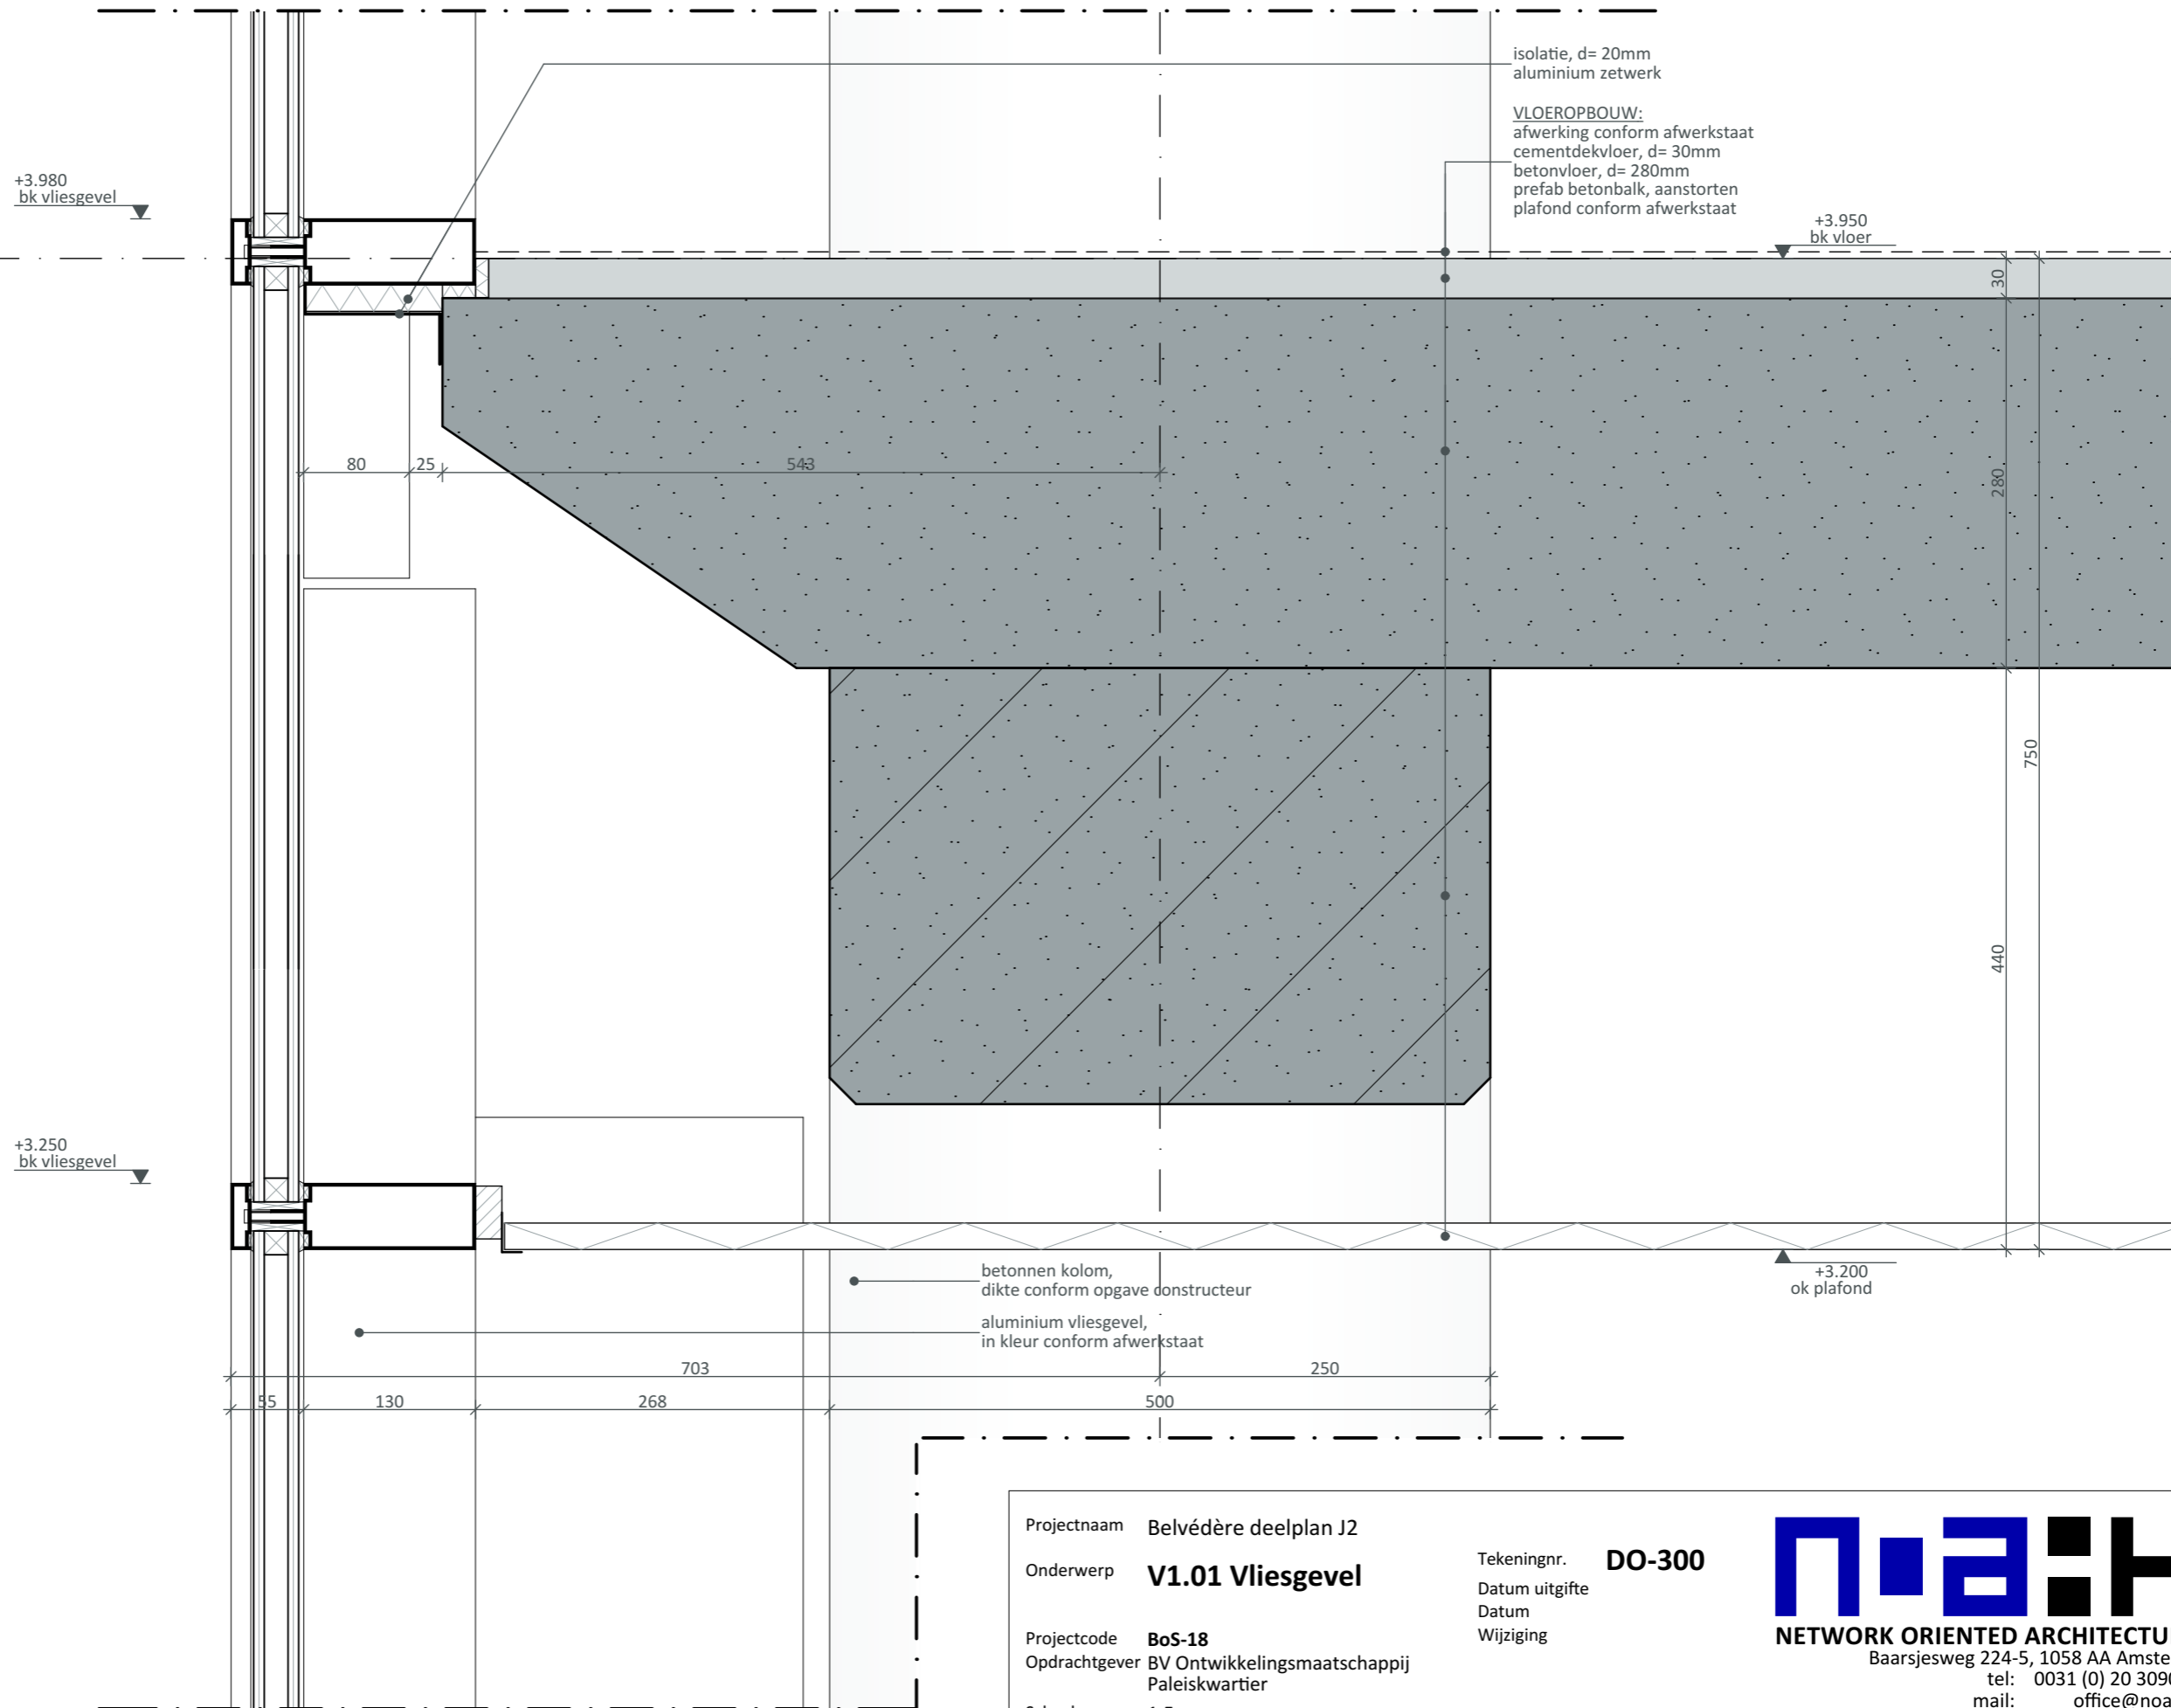 isolatie, d= 20mm
aluminium zetwerk
VLOEROPBOUW:
afwerking conform afwerkstaat
cementdekvloer, d= 30mm
betonvloer, d= 280mm
prefab betonbalk, aanstorten
plafond conform afwerkstaat
+3.980
bk vliesgevel
+3.950
bk vloer
30
80
25
543
280
750
440
+3.250
bk vliesgevel
+3.200
ok plafond
betonnen kolom,
dikte conform opgave constructeur
aluminium vliesgevel,
in kleur conform afwerkstaat
703
250
55
130
268
500
Projectnaam Belvédère deelplan J2
Onderwerp V1.01 Vliesgevel
Tekeningnr. DO-300
Datum uitgifte
Datum
Wijziging
Projectcode BoS-18
Opdrachtgever BV Ontwikkelingsmaatschappij
Paleiskwartier
NETWORK ORIENTED ARCHITECTU
Baarsjesweg 224-5, 1058 AA Amste
tel: 0031 (0) 20 309
mail: office@noa